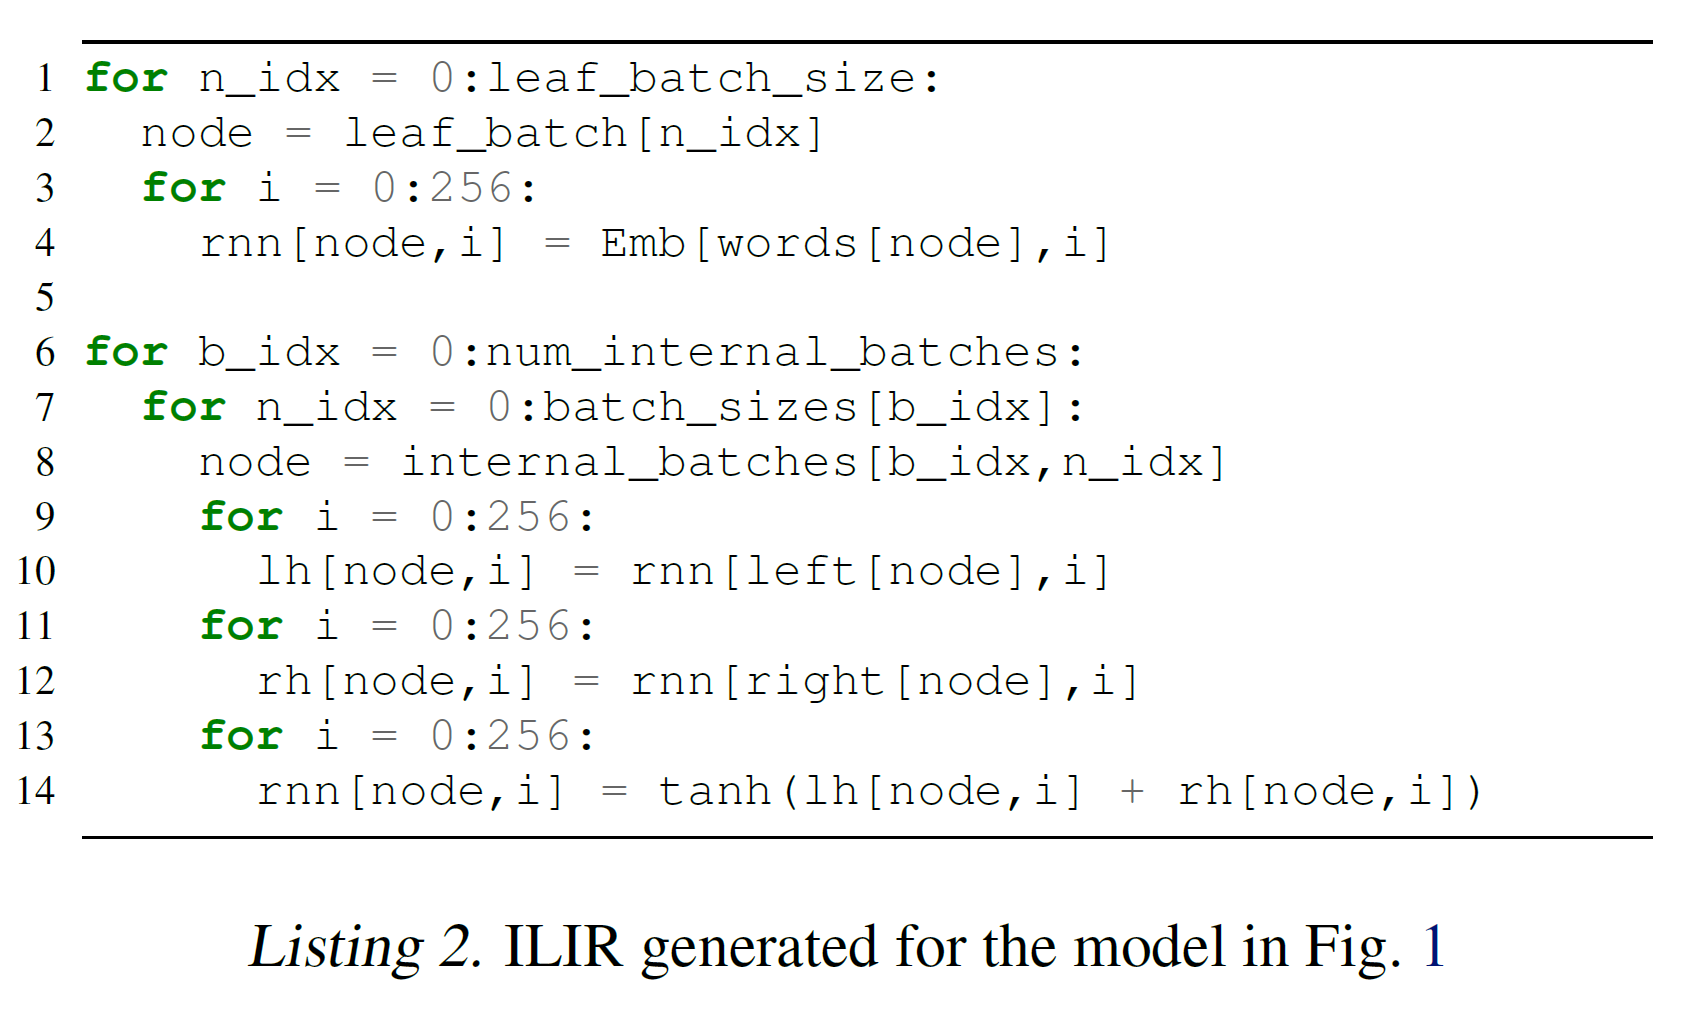 1 for n_idx = 0:leaf_batch_size:
2   node = leaf_batch[n_idx]
3   for i = 0:256:
4     rnn[node,i] = Emb[words[node],i]
5
6 for b_idx = 0:num_internal_batches:
7   for n_idx = 0:batch_sizes[b_idx]:
8     node = internal_batches[b_idx,n_idx]
9     for i = 0:256:
10       lh[node,i] = rnn[left[node],i]
11     for i = 0:256:
12       rh[node,i] = rnn[right[node],i]
13     for i = 0:256:
14       rnn[node,i] = tanh(lh[node,i] + rh[node,i])
Listing 2. ILIR generated for the model in Fig. 1